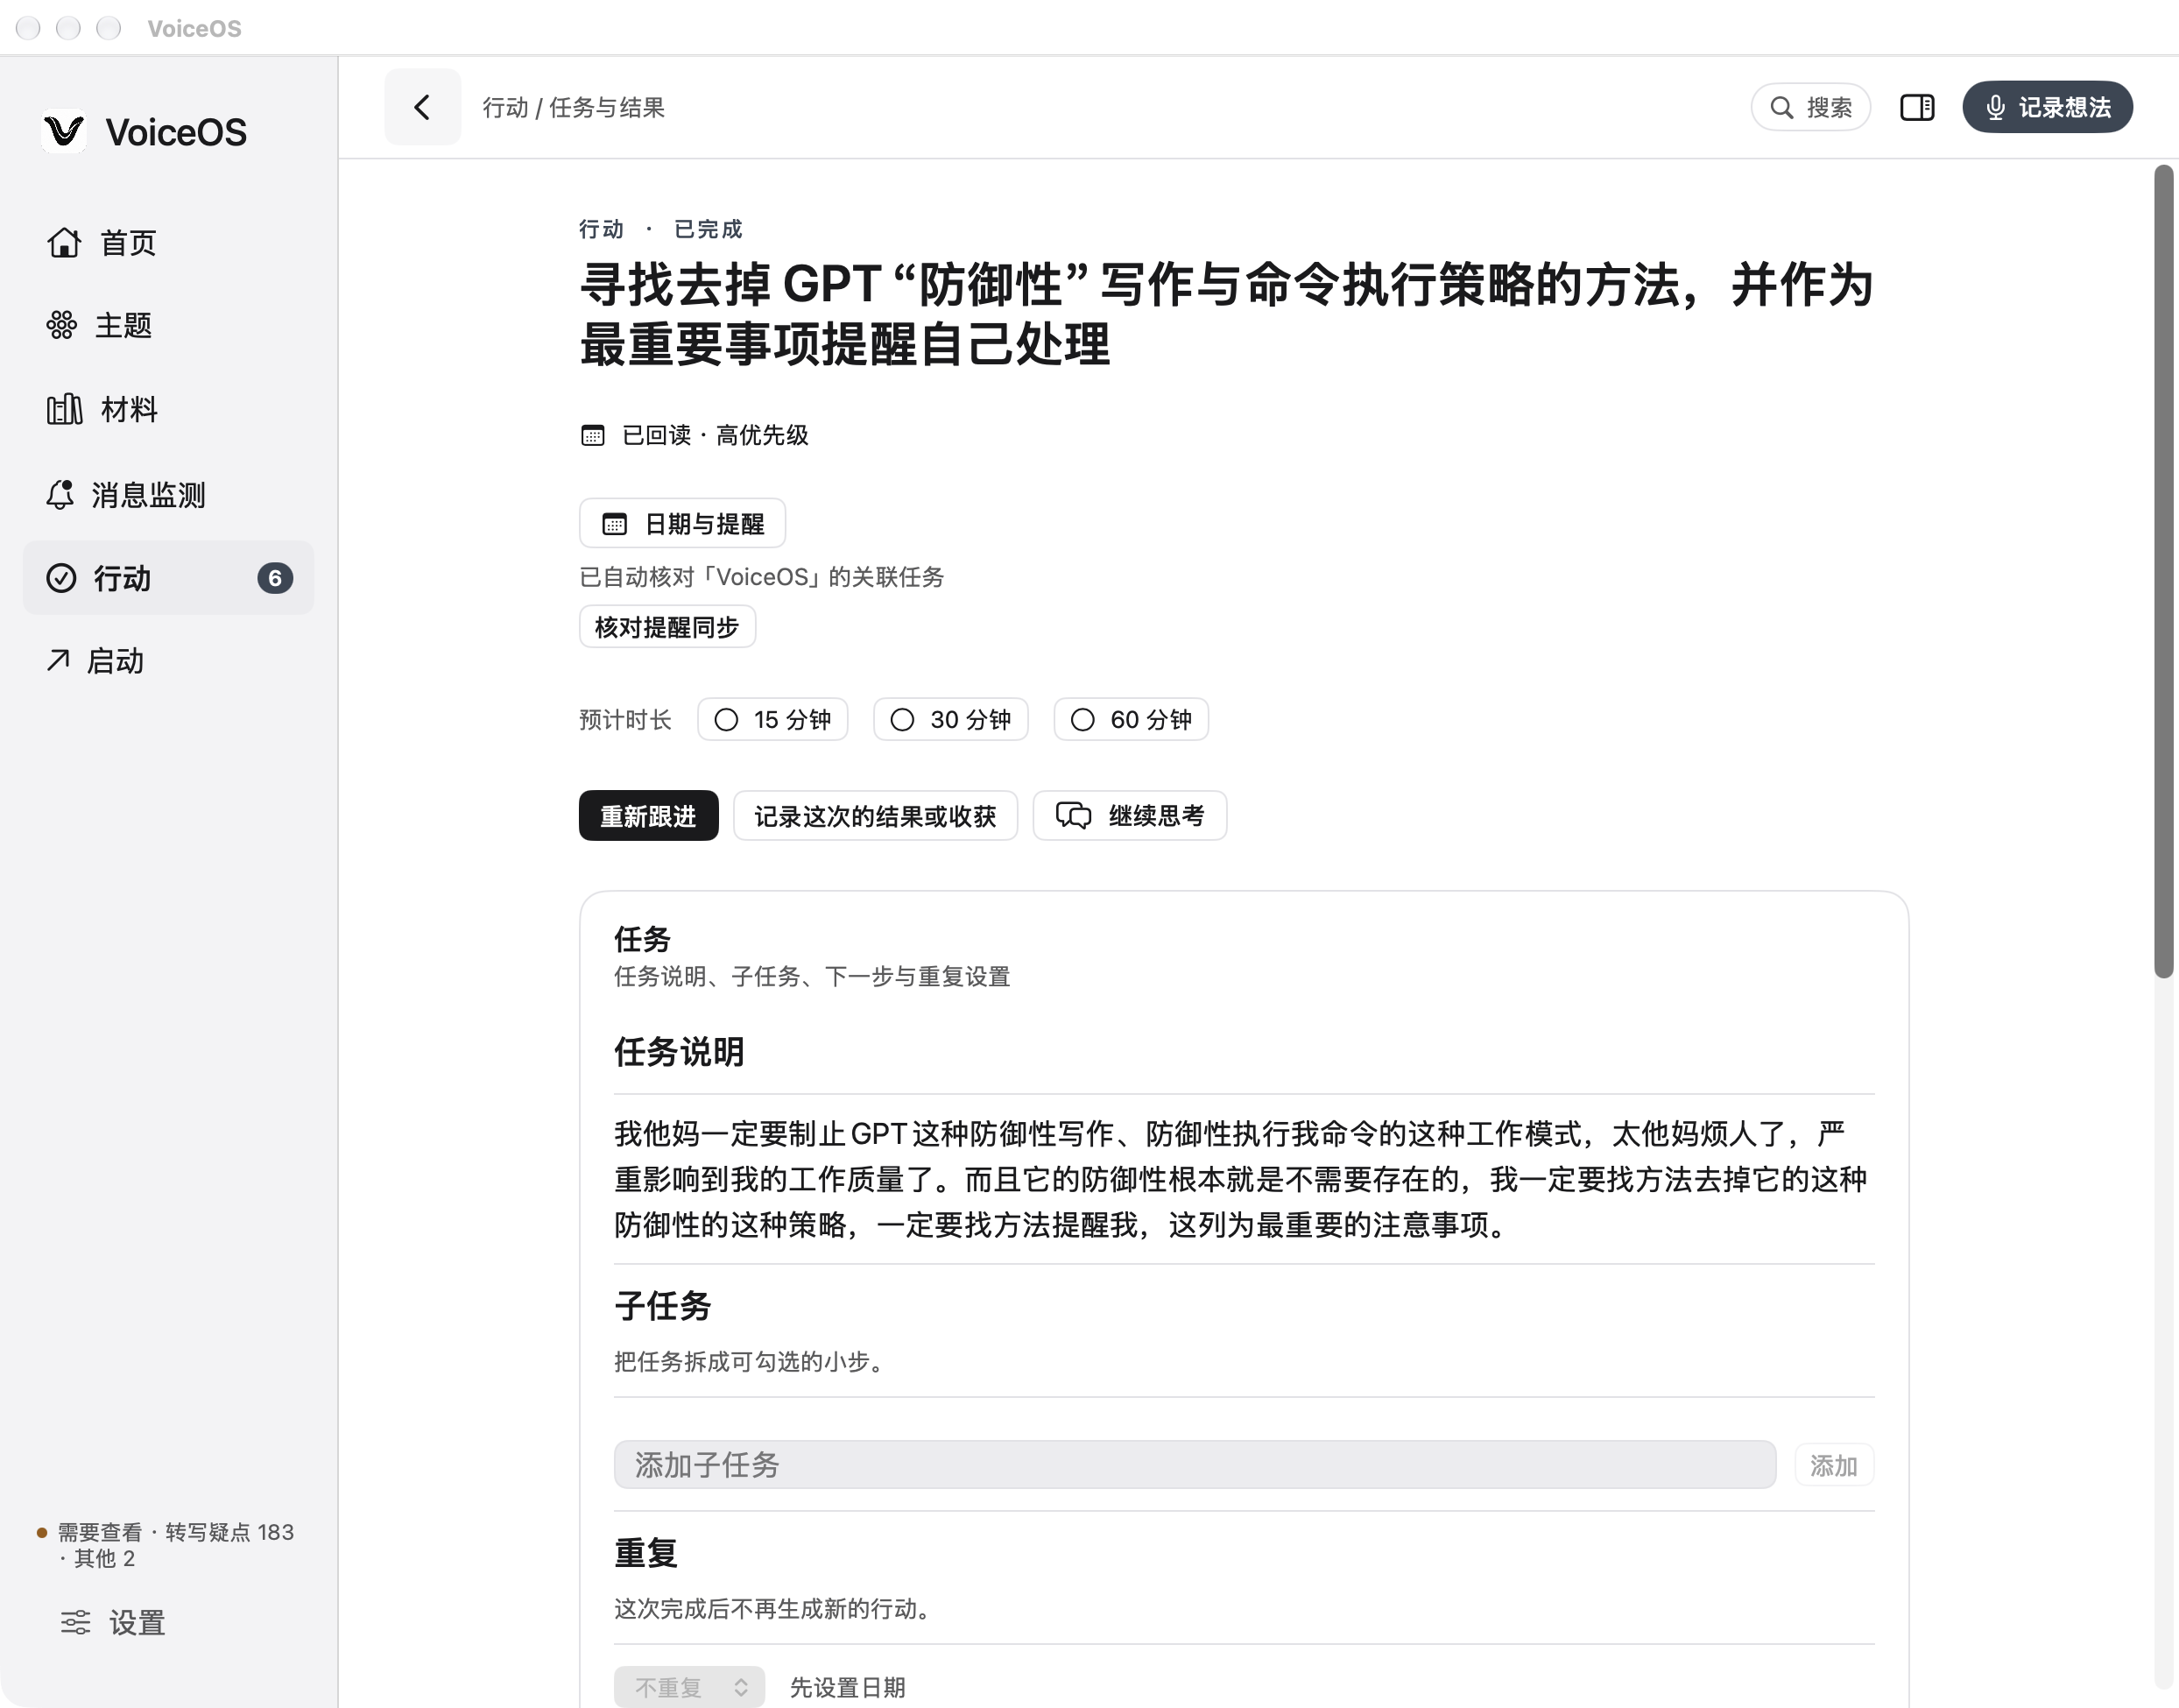 VoiceOS
VoiceOS
首页
主题
材料
消息监测
行动 6
启动
需要查看 · 转写疑点 183
· 其他 2
设置
行动 / 任务与结果
搜索
记录想法
行动 · 已完成
寻找去掉 GPT “防御性” 写作与命令执行策略的方法，并作为
最重要事项提醒自己处理
已回读 · 高优先级
日期与提醒
已自动核对「VoiceOS」的关联任务
核对提醒同步
预计时长 15 分钟 30 分钟 60 分钟
重新跟进 记录这次的结果或收获 继续思考
任务
任务说明、子任务、下一步与重复设置
任务说明
我他妈一定要制止 GPT 这种防御性写作、防御性执行我命令的这种工作模式，太他妈烦人了，严
重影响到我的工作质量了。而且它的防御性根本就是不需要存在的，我一定要找方法去掉它的这种
防御性的这种策略，一定要找方法提醒我，这列为最重要的注意事项。
子任务
把任务拆成可勾选的小步。
添加子任务 添加
重复
这次完成后不再生成新的行动。
不重复 先设置日期